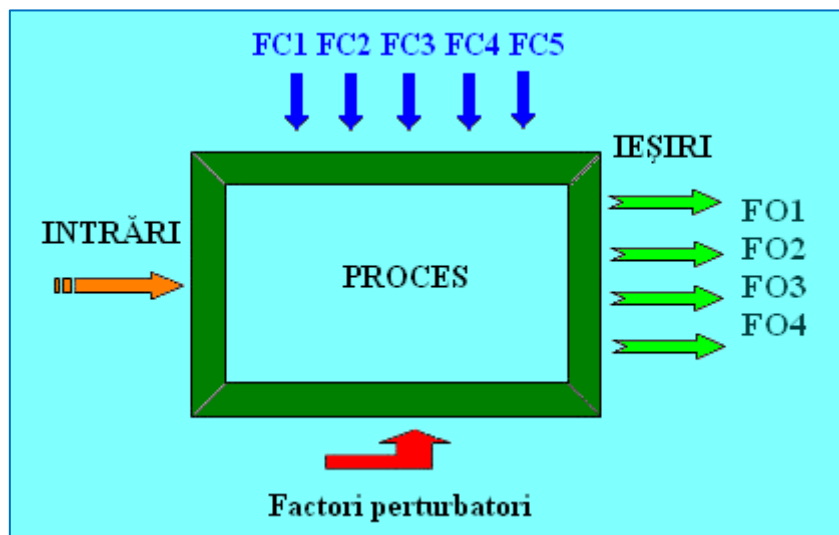 FC1 FC2 FC3 FC4 FC5
IEȘIRI
INTRĂRI
PROCES
FO1
FO2
FO3
FO4
Factori perturbatori